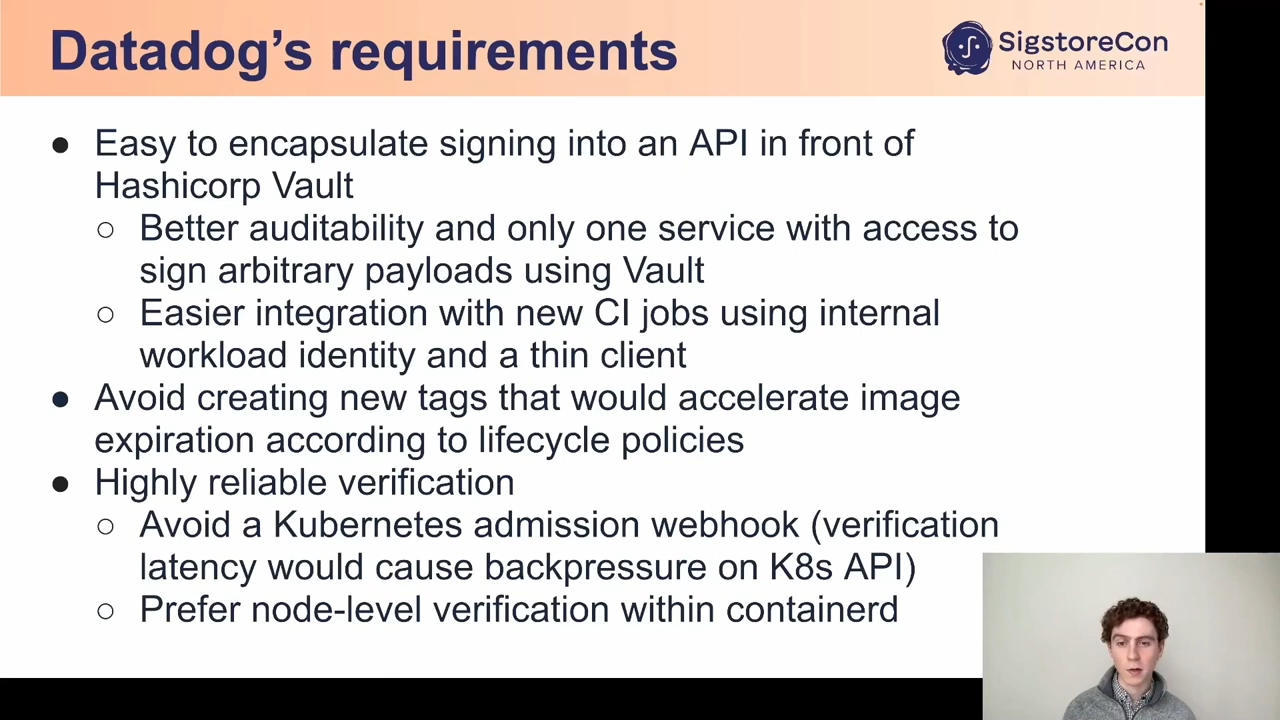 Datadog's requirements
SigstoreCon
NORTH AMERICA
● Easy to encapsulate signing into an API in front of
Hashicorp Vault
○ Better auditability and only one service with access to
sign arbitrary payloads using Vault
○ Easier integration with new CI jobs using internal
workload identity and a thin client
● Avoid creating new tags that would accelerate image
expiration according to lifecycle policies
● Highly reliable verification
○ Avoid a Kubernetes admission webhook (verification
latency would cause backpressure on K8s API)
○ Prefer node-level verification within containerd